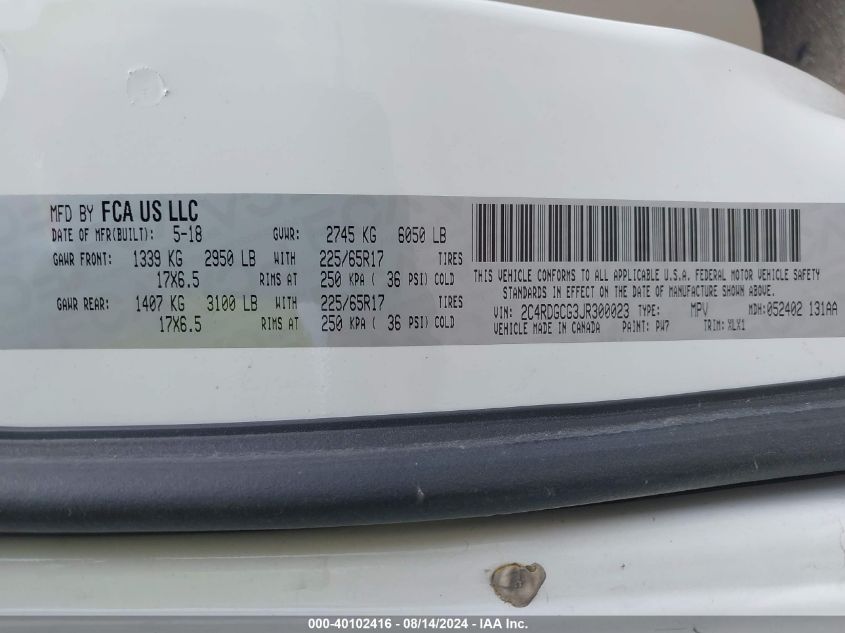 MFD BY FCA US LLC
DATE OF MFR(BUILT): 5-18 GVWR: 2745 KG 6050 LB
GAWR FRONT: 1339 KG 2950 LB WITH 225/65R17 TIRES
17X6.5 RIMS AT 250 KPA ( 36 PSI) COLD
GAWR REAR: 1407 KG 3100 LB WITH 225/65R17 TIRES
17X6.5 RIMS AT 250 KPA ( 36 PSI) COLD
THIS VEHICLE CONFORMS TO ALL APPLICABLE U.S.A. FEDERAL MOTOR VEHICLE SAFETY
STANDARDS IN EFFECT ON THE DATE OF MANUFACTURE SHOWN ABOVE.
VIN: 2C4RDGCG3JR300023 TYPE: MPV MDH:052402 131AA
VEHICLE MADE IN CANADA PAINT: PW7 TRIM: XLX1
000-40102416 - 08/14/2024 - IAA Inc.